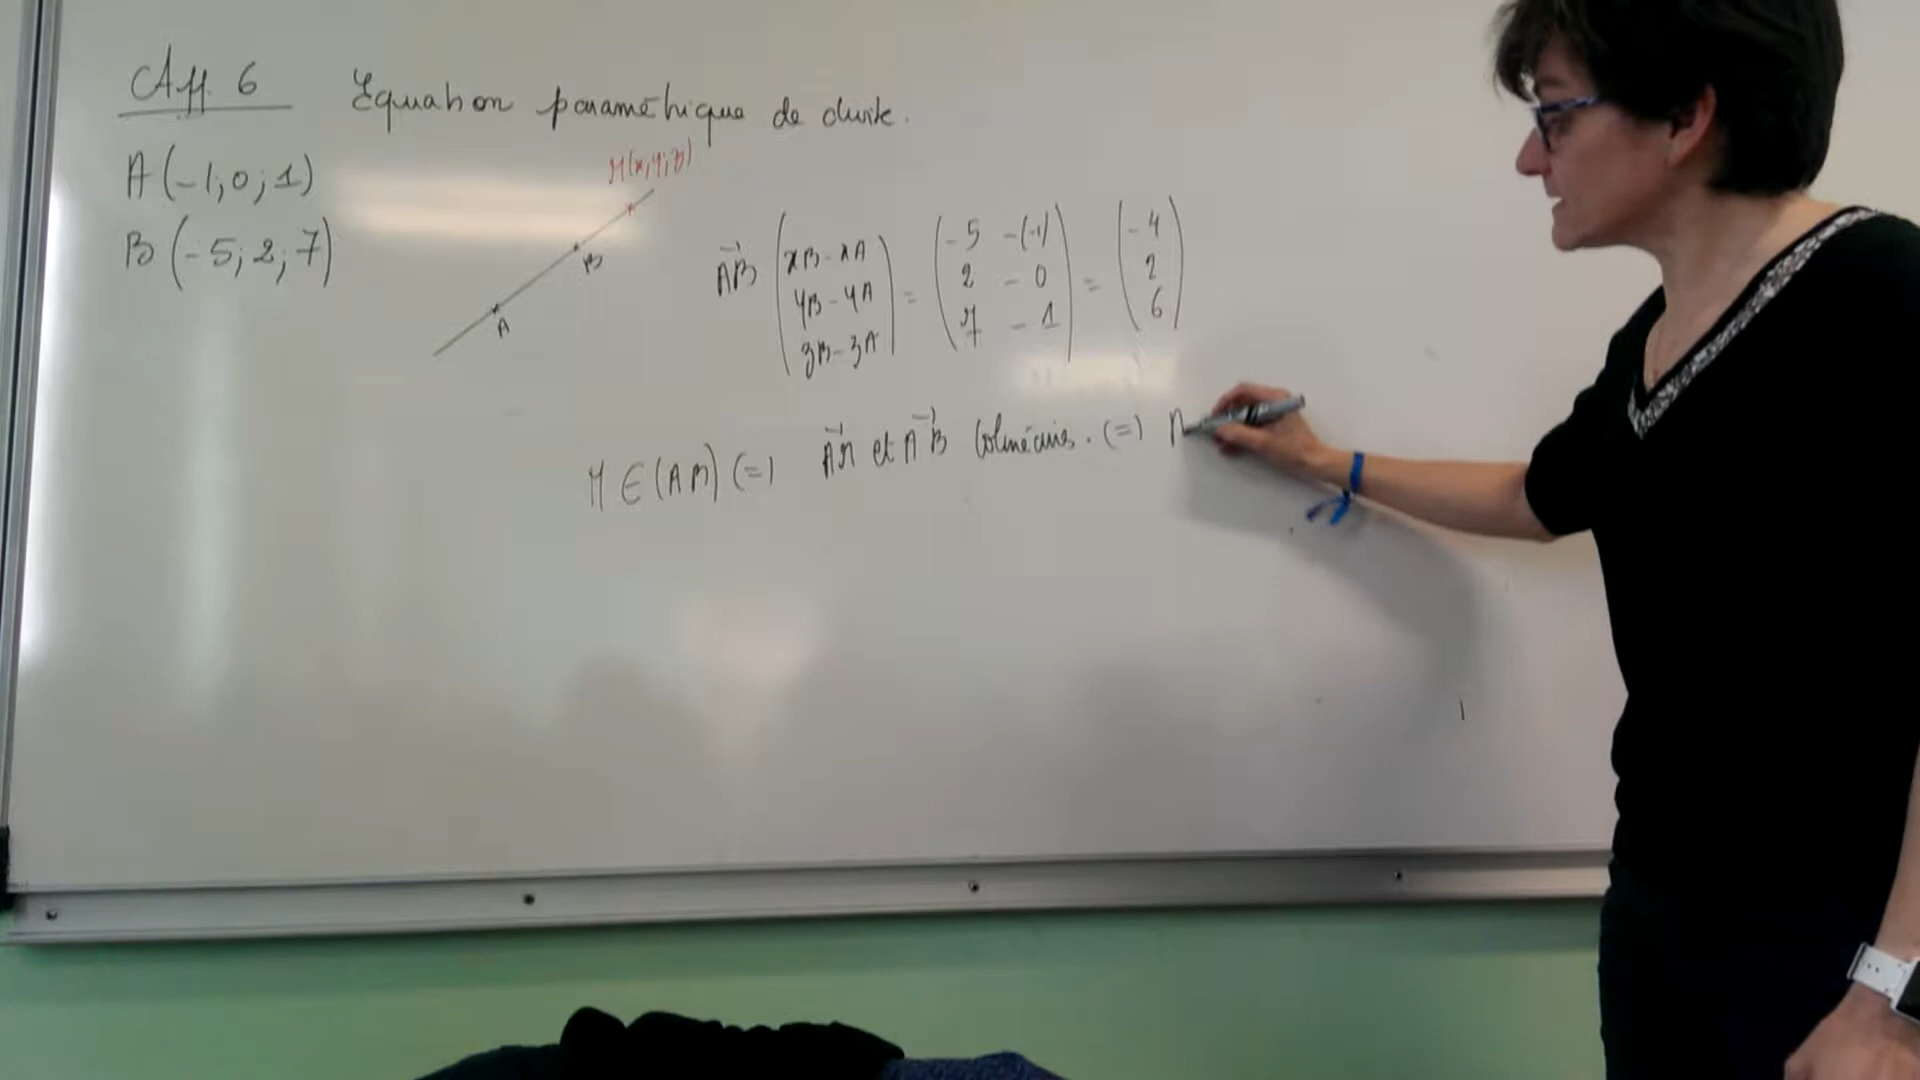 Aff. 6 Equation paramétrique de droite.
A(-1; 0; 1)
B(-5; 2; 7)
M(x; y; z)
B
A
AB ( xB - xA = ( -5 -(-1) = ( -4
yB - yA 2 - 0 2
zB - zA ) 7 - 1 ) 6 )
M ∈ (AB) (=) AM et AB colinéaires. (=)